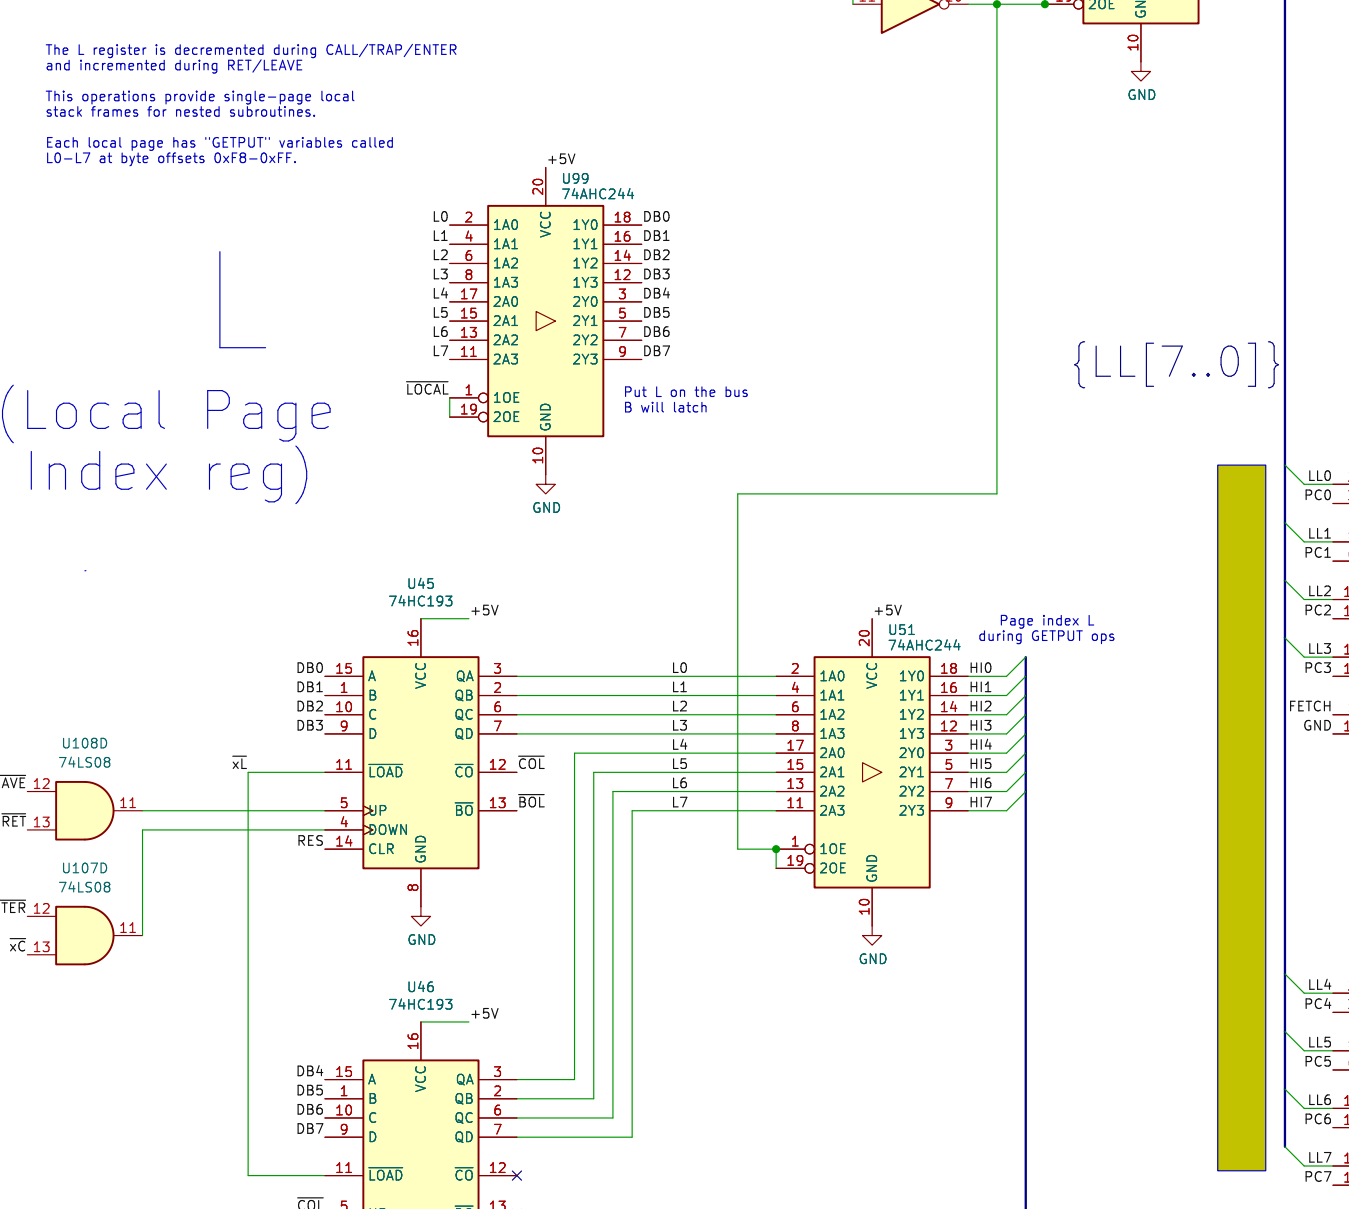 11
10
19
2OE
GND
10
GND
The L register is decremented during CALL/TRAP/ENTER
and incremented during RET/LEAVE
This operations provide single-page local
stack frames for nested subroutines.
Each local page has "GETPUT" variables called
L0-L7 at byte offsets 0xF8-0xFF.
+5V
20
U99
74AHC244
VCC
L0 2 1A0 1Y0 18 DB0
L1 4 1A1 1Y1 16 DB1
L2 6 1A2 1Y2 14 DB2
L3 8 1A3 1Y3 12 DB3
L4 17 2A0 2Y0 3 DB4
L5 15 2A1 2Y1 5 DB5
L6 13 2A2 2Y2 7 DB6
L7 11 2A3 2Y3 9 DB7
LOCAL 1 1OE
19 2OE
GND
10
GND
Put L on the bus
B will latch
L
(Local Page
Index reg)
{LL[7..0]}
U45
74HC193
+5V
16
VCC
DB0 15 A QA 3
DB1 1 B QB 2
DB2 10 C QC 6
DB3 9 D QD 7
xL 11 LOAD CO 12 COL
5 UP BO 13 BOL
4 DOWN
RES 14 CLR
GND
8
GND
U108D
74LS08
AVE 12
RET 13
11
U107D
74LS08
TER 12
xC 13
11
L0
L1
L2
L3
L4
L5
L6
L7
+5V
20
U51
74AHC244
VCC
2 1A0 1Y0 18 HI0
4 1A1 1Y1 16 HI1
6 1A2 1Y2 14 HI2
8 1A3 1Y3 12 HI3
17 2A0 2Y0 3 HI4
15 2A1 2Y1 5 HI5
13 2A2 2Y2 7 HI6
11 2A3 2Y3 9 HI7
1 1OE
19 2OE
GND
10
GND
Page index L
during GETPUT ops
U46
74HC193
+5V
16
VCC
DB4 15 A QA 3
DB5 1 B QB 2
DB6 10 C QC 6
DB7 9 D QD 7
11 LOAD CO 12
COL 5 13
LL0
PC0
LL1
PC1
LL2
PC2
LL3
PC3
FETCH
GND
LL4
PC4
LL5
PC5
LL6
PC6
LL7
PC7